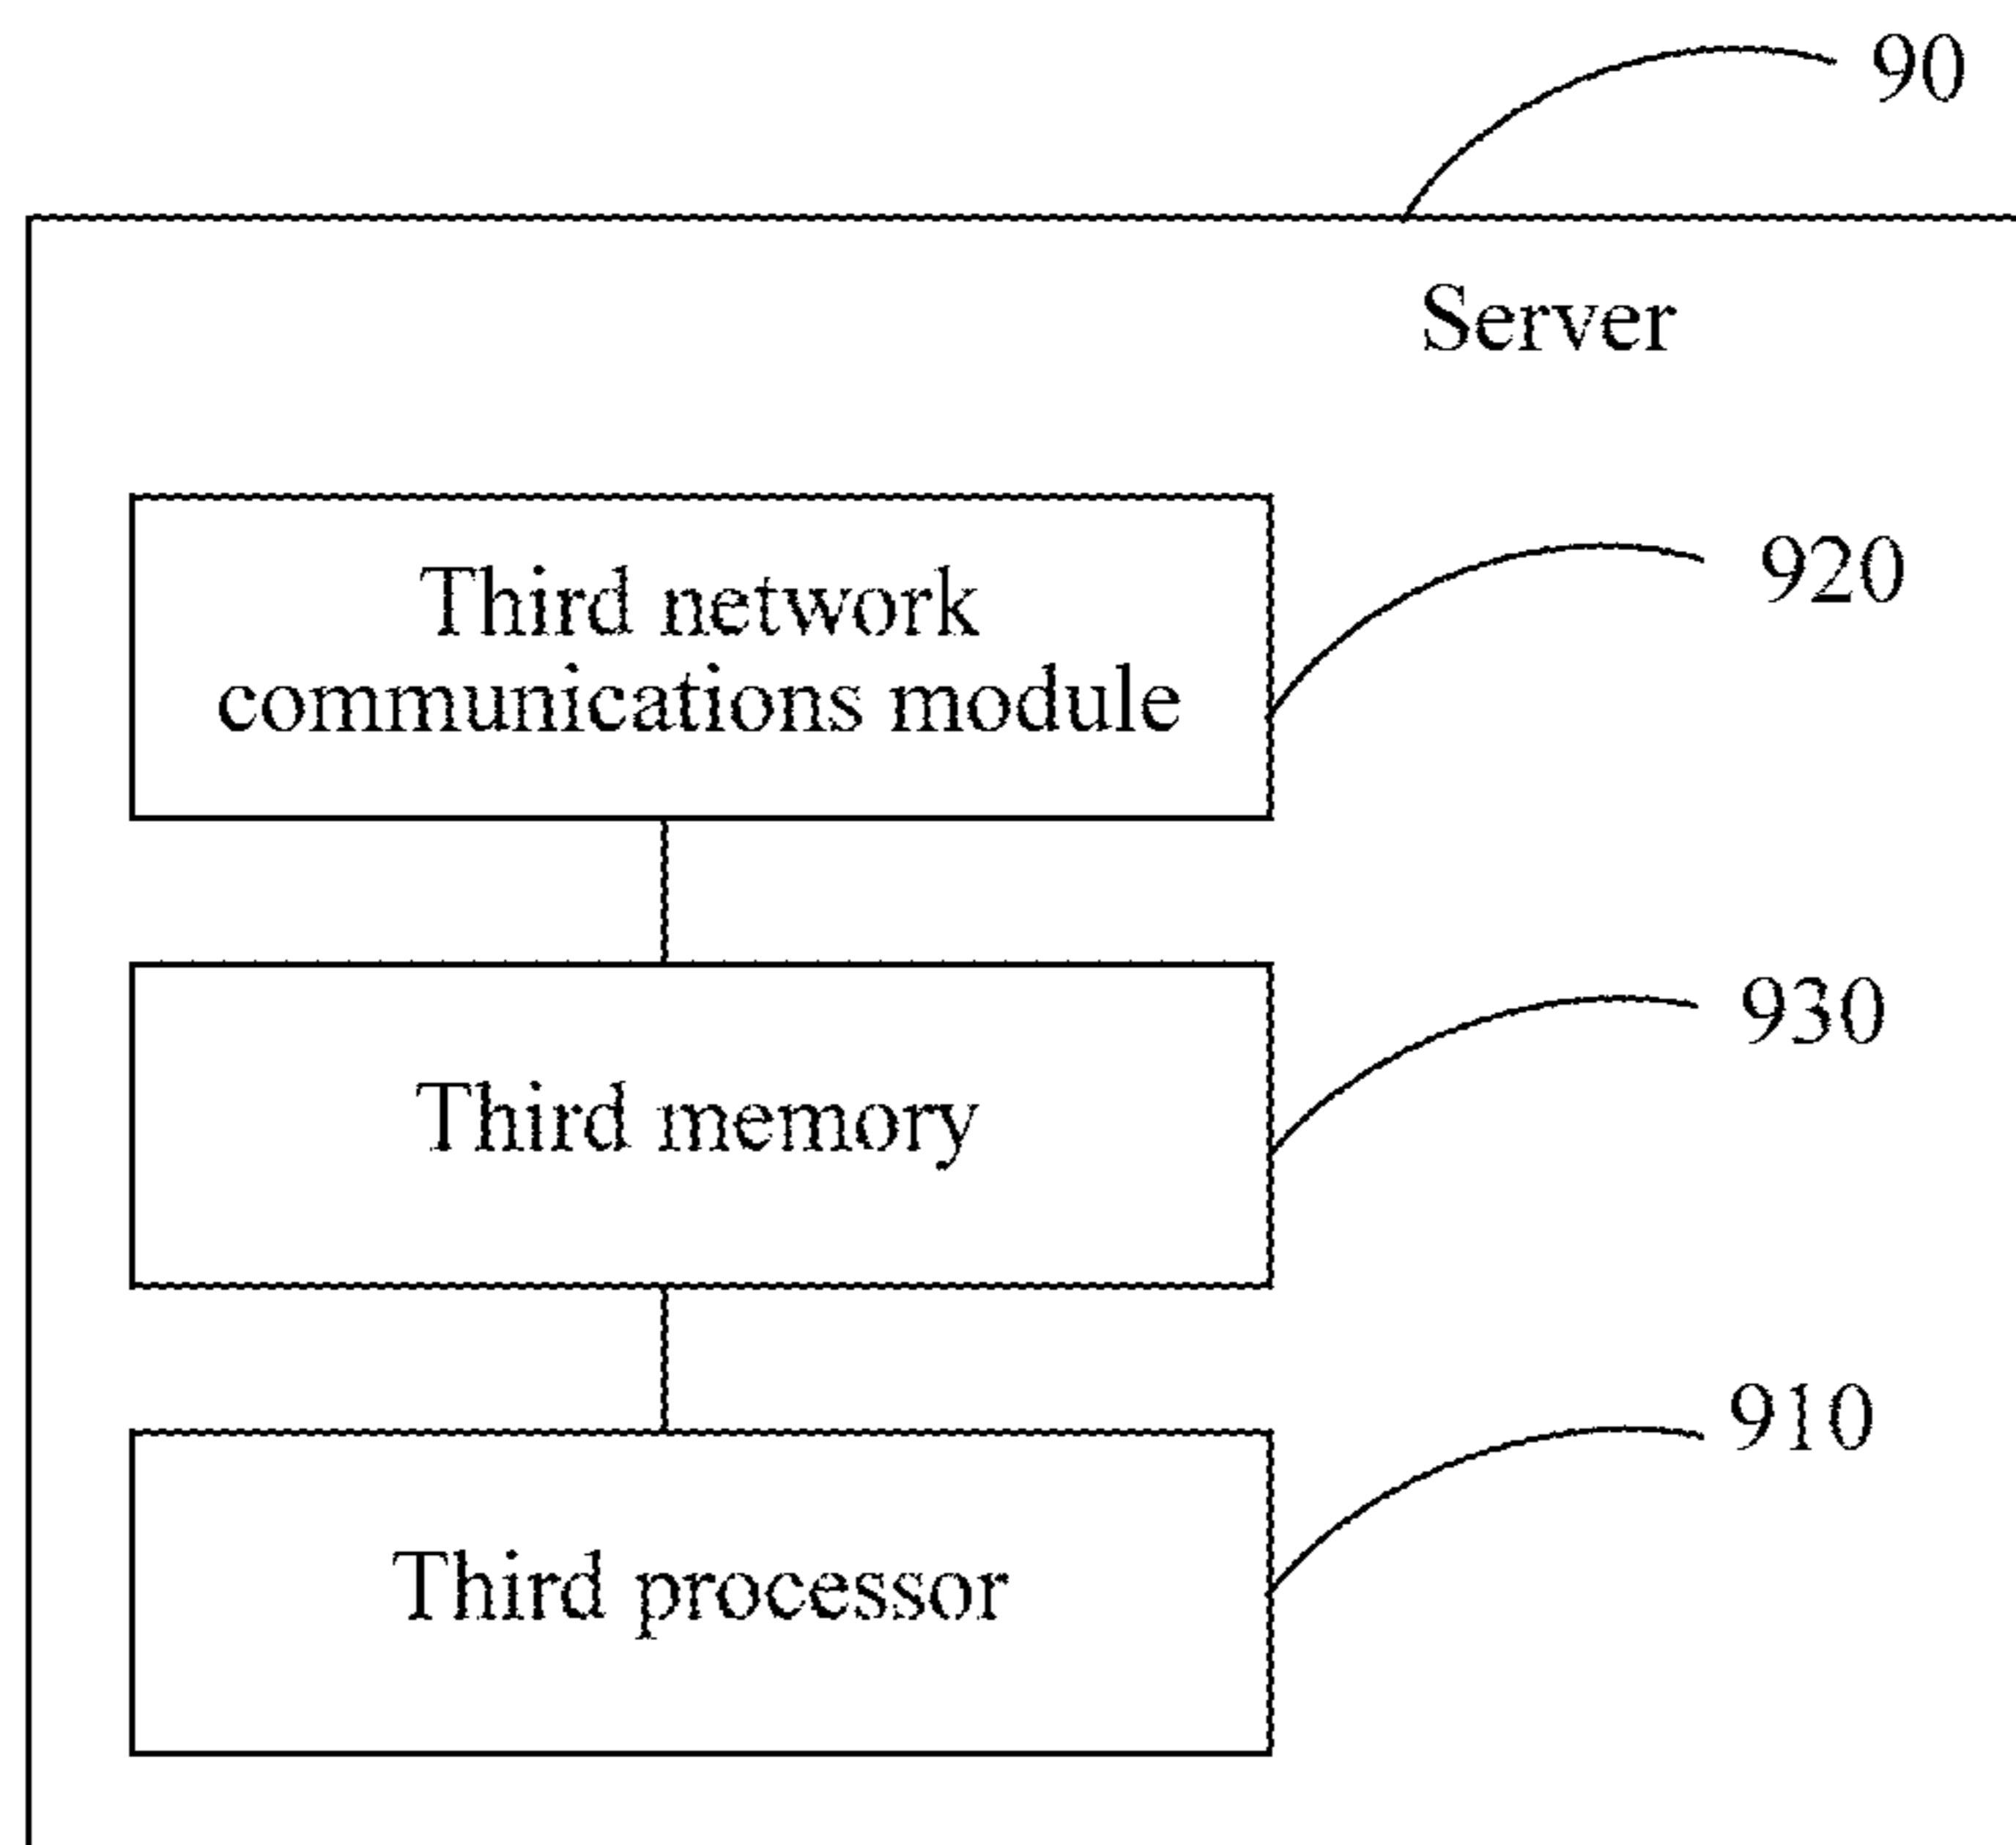 90
Server
Third network
communications module
920
Third memory
930
Third processor
910